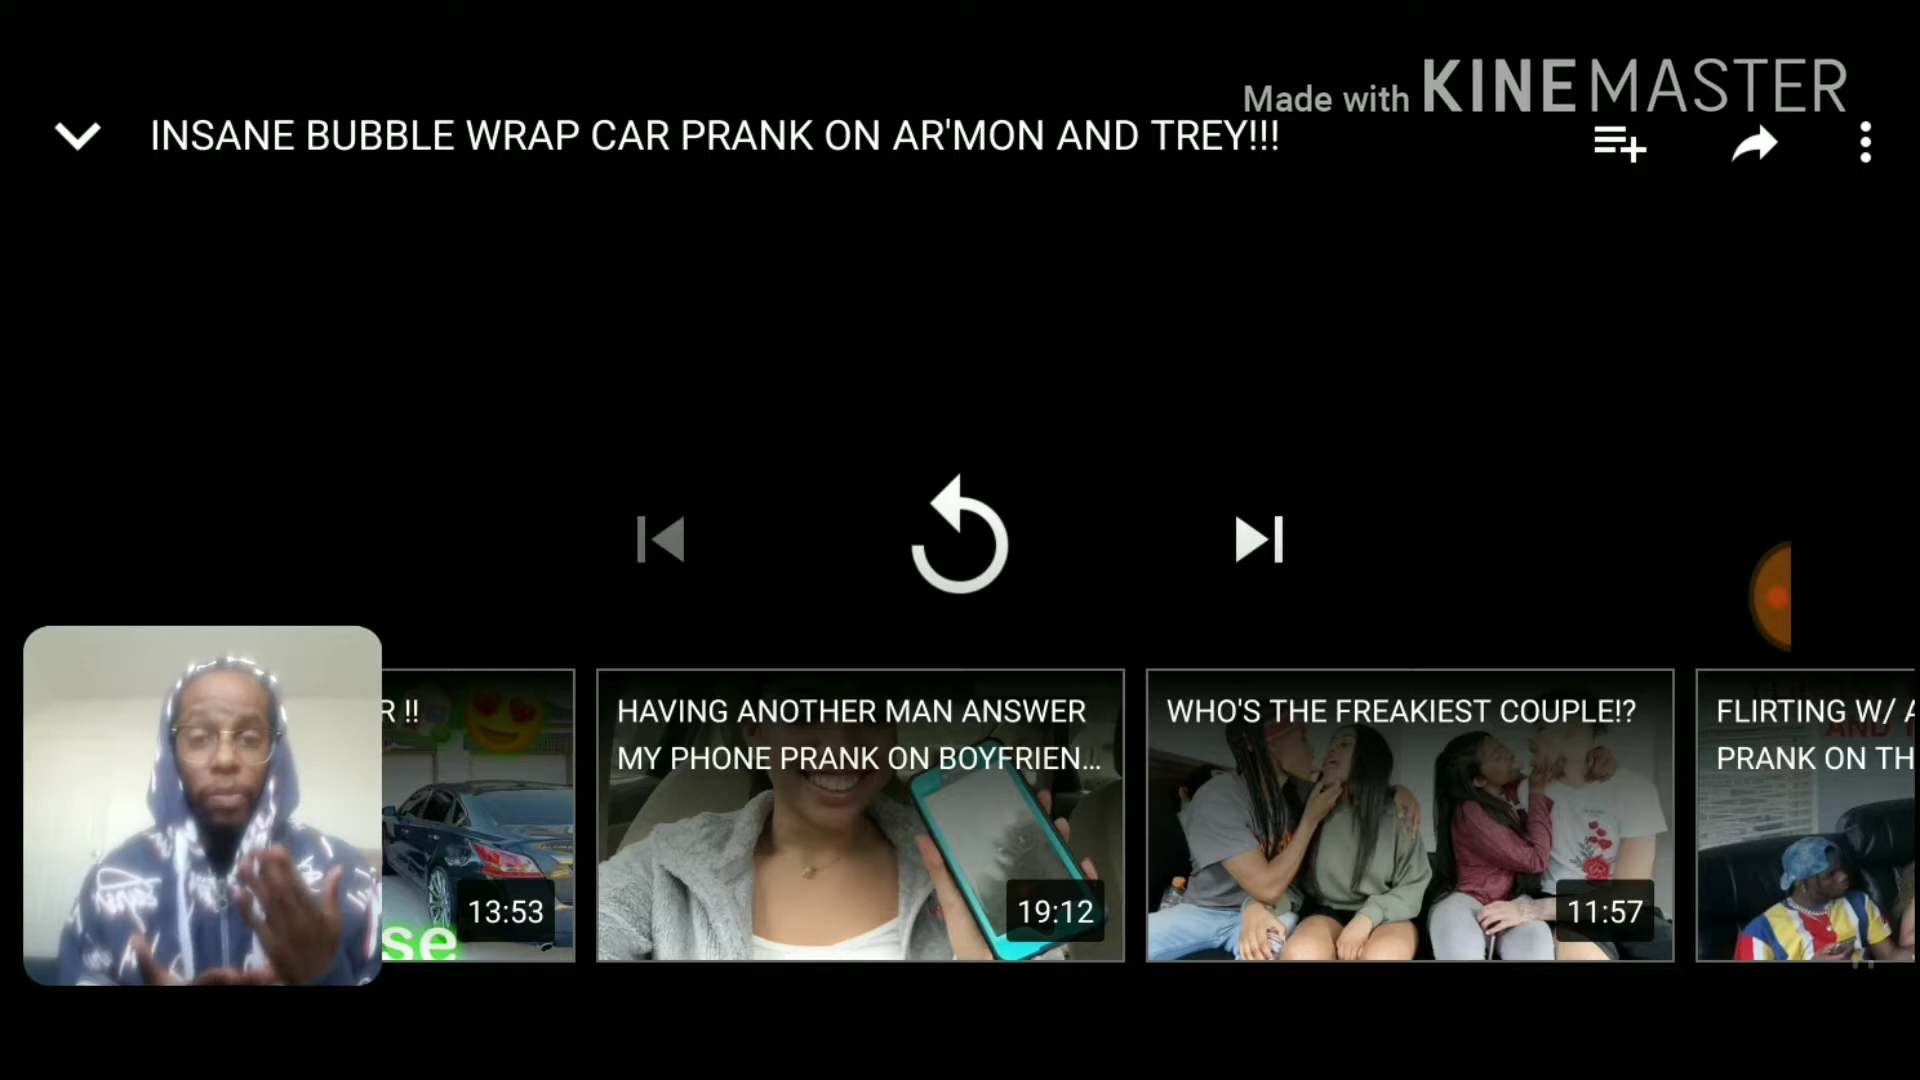 Made with KINEMASTER
INSANE BUBBLE WRAP CAR PRANK ON AR'MON AND TREY!!!
R !!
se
13:53
HAVING ANOTHER MAN ANSWER
MY PHONE PRANK ON BOYFRIEN...
19:12
WHO'S THE FREAKIEST COUPLE!?
11:57
FLIRTING W/ A
PRANK ON TH
AND